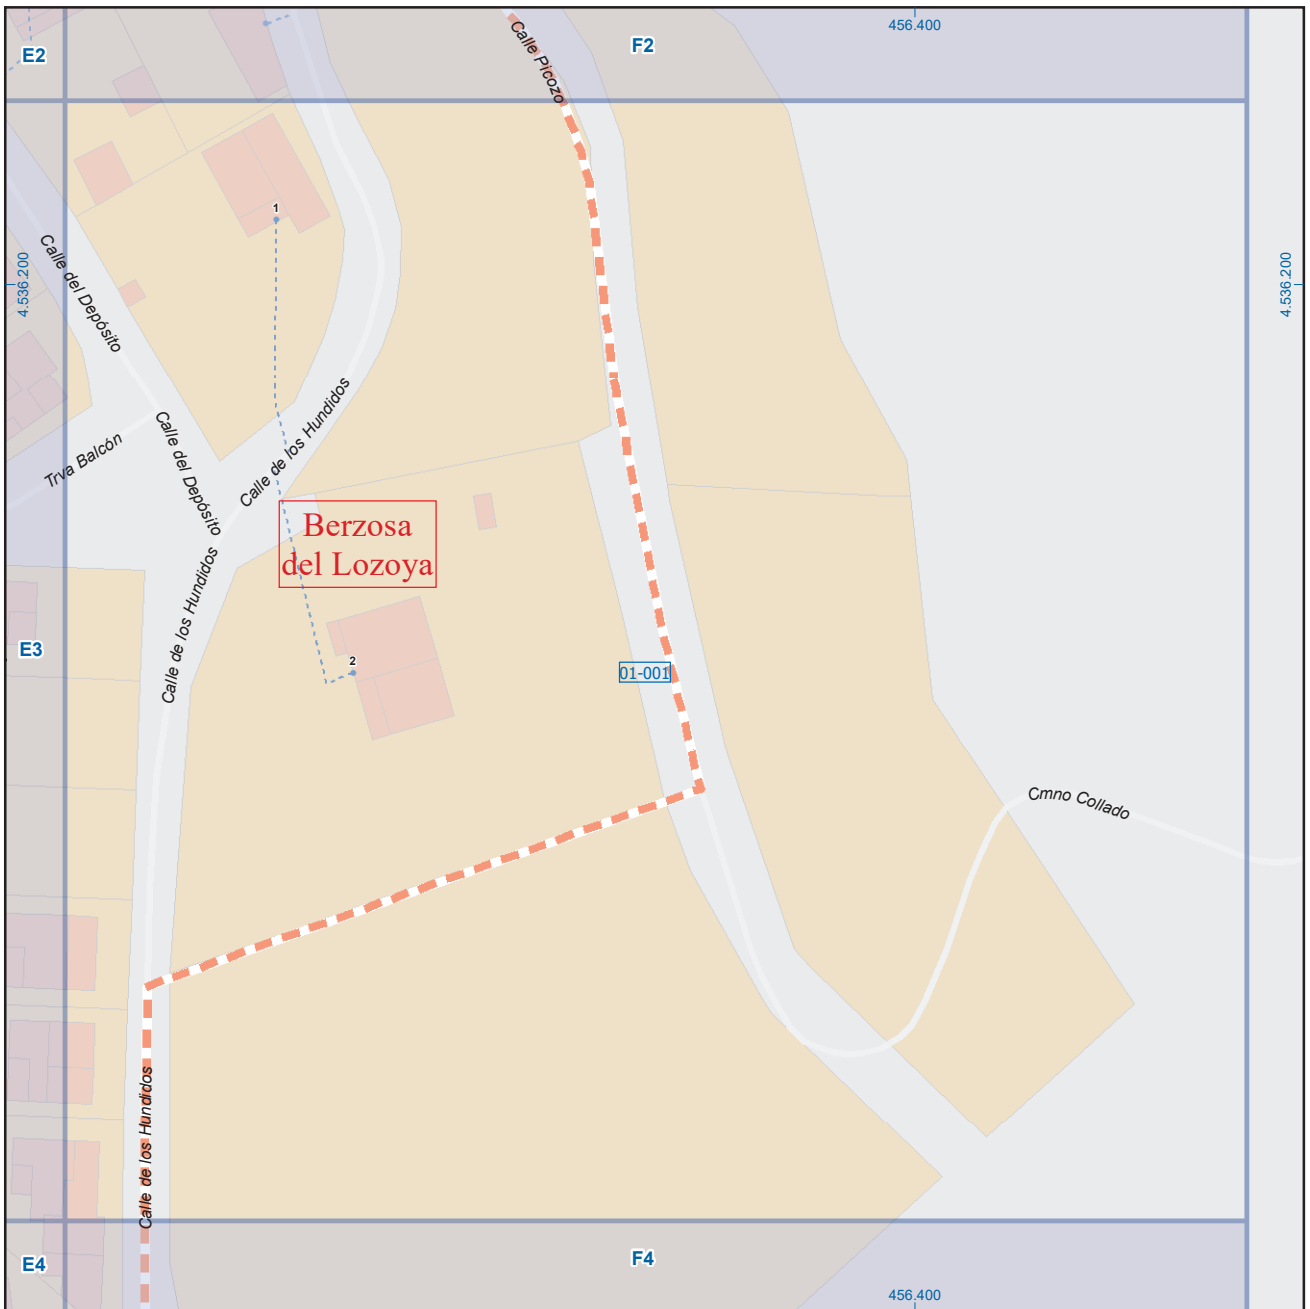 456.400
F2
E2
Calle Picozo
1
4.536.200
4.536.200
Calle del Depósito
Calle de los Hundidos
Calle del Depósito
Trva Balcón
Berzosa
del Lozoya
Calle de los Hundidos
E3
2
01-001
Cmno Collado
Calle de los Hundidos
E4
F4
456.400